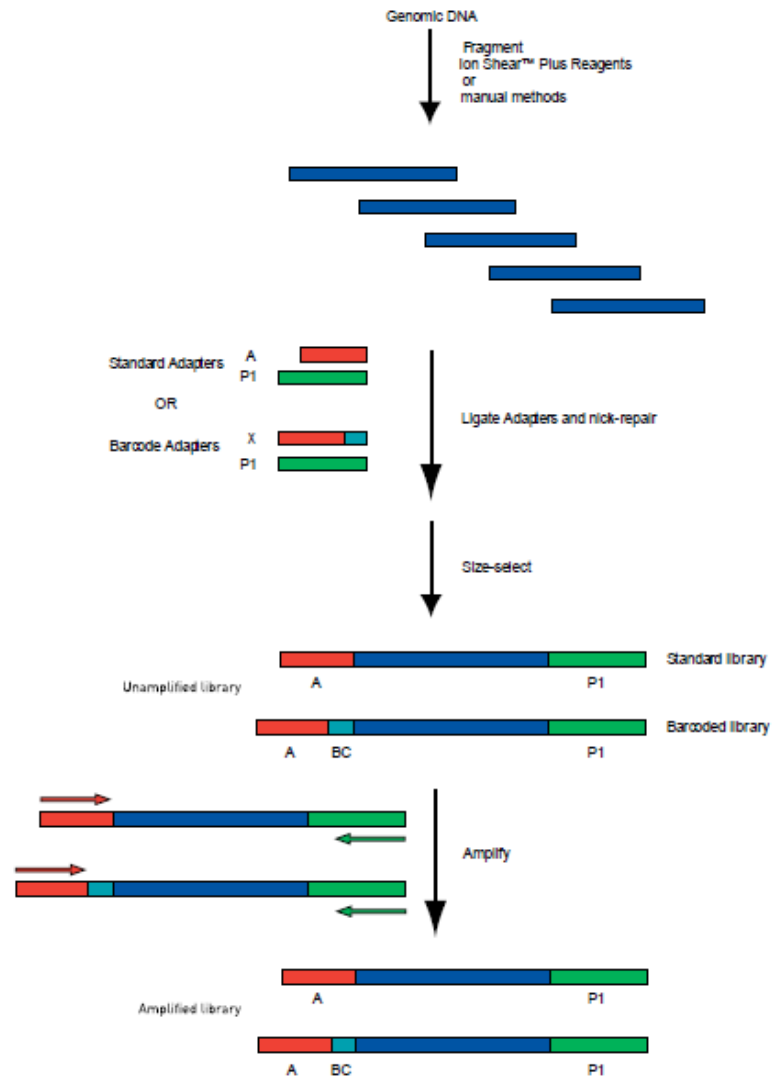 Genomic DNA
Fragment
Ion Shear™ Plus Reagents
or
manual methods
Standard Adapters
A
P1
OR
Barcode Adapters
X
P1
Ligate Adapters and nick-repair
Size-select
Standard library
A
P1
Unamplified library
Barcoded library
A
BC
P1
Amplify
A
P1
Amplified library
A
BC
P1